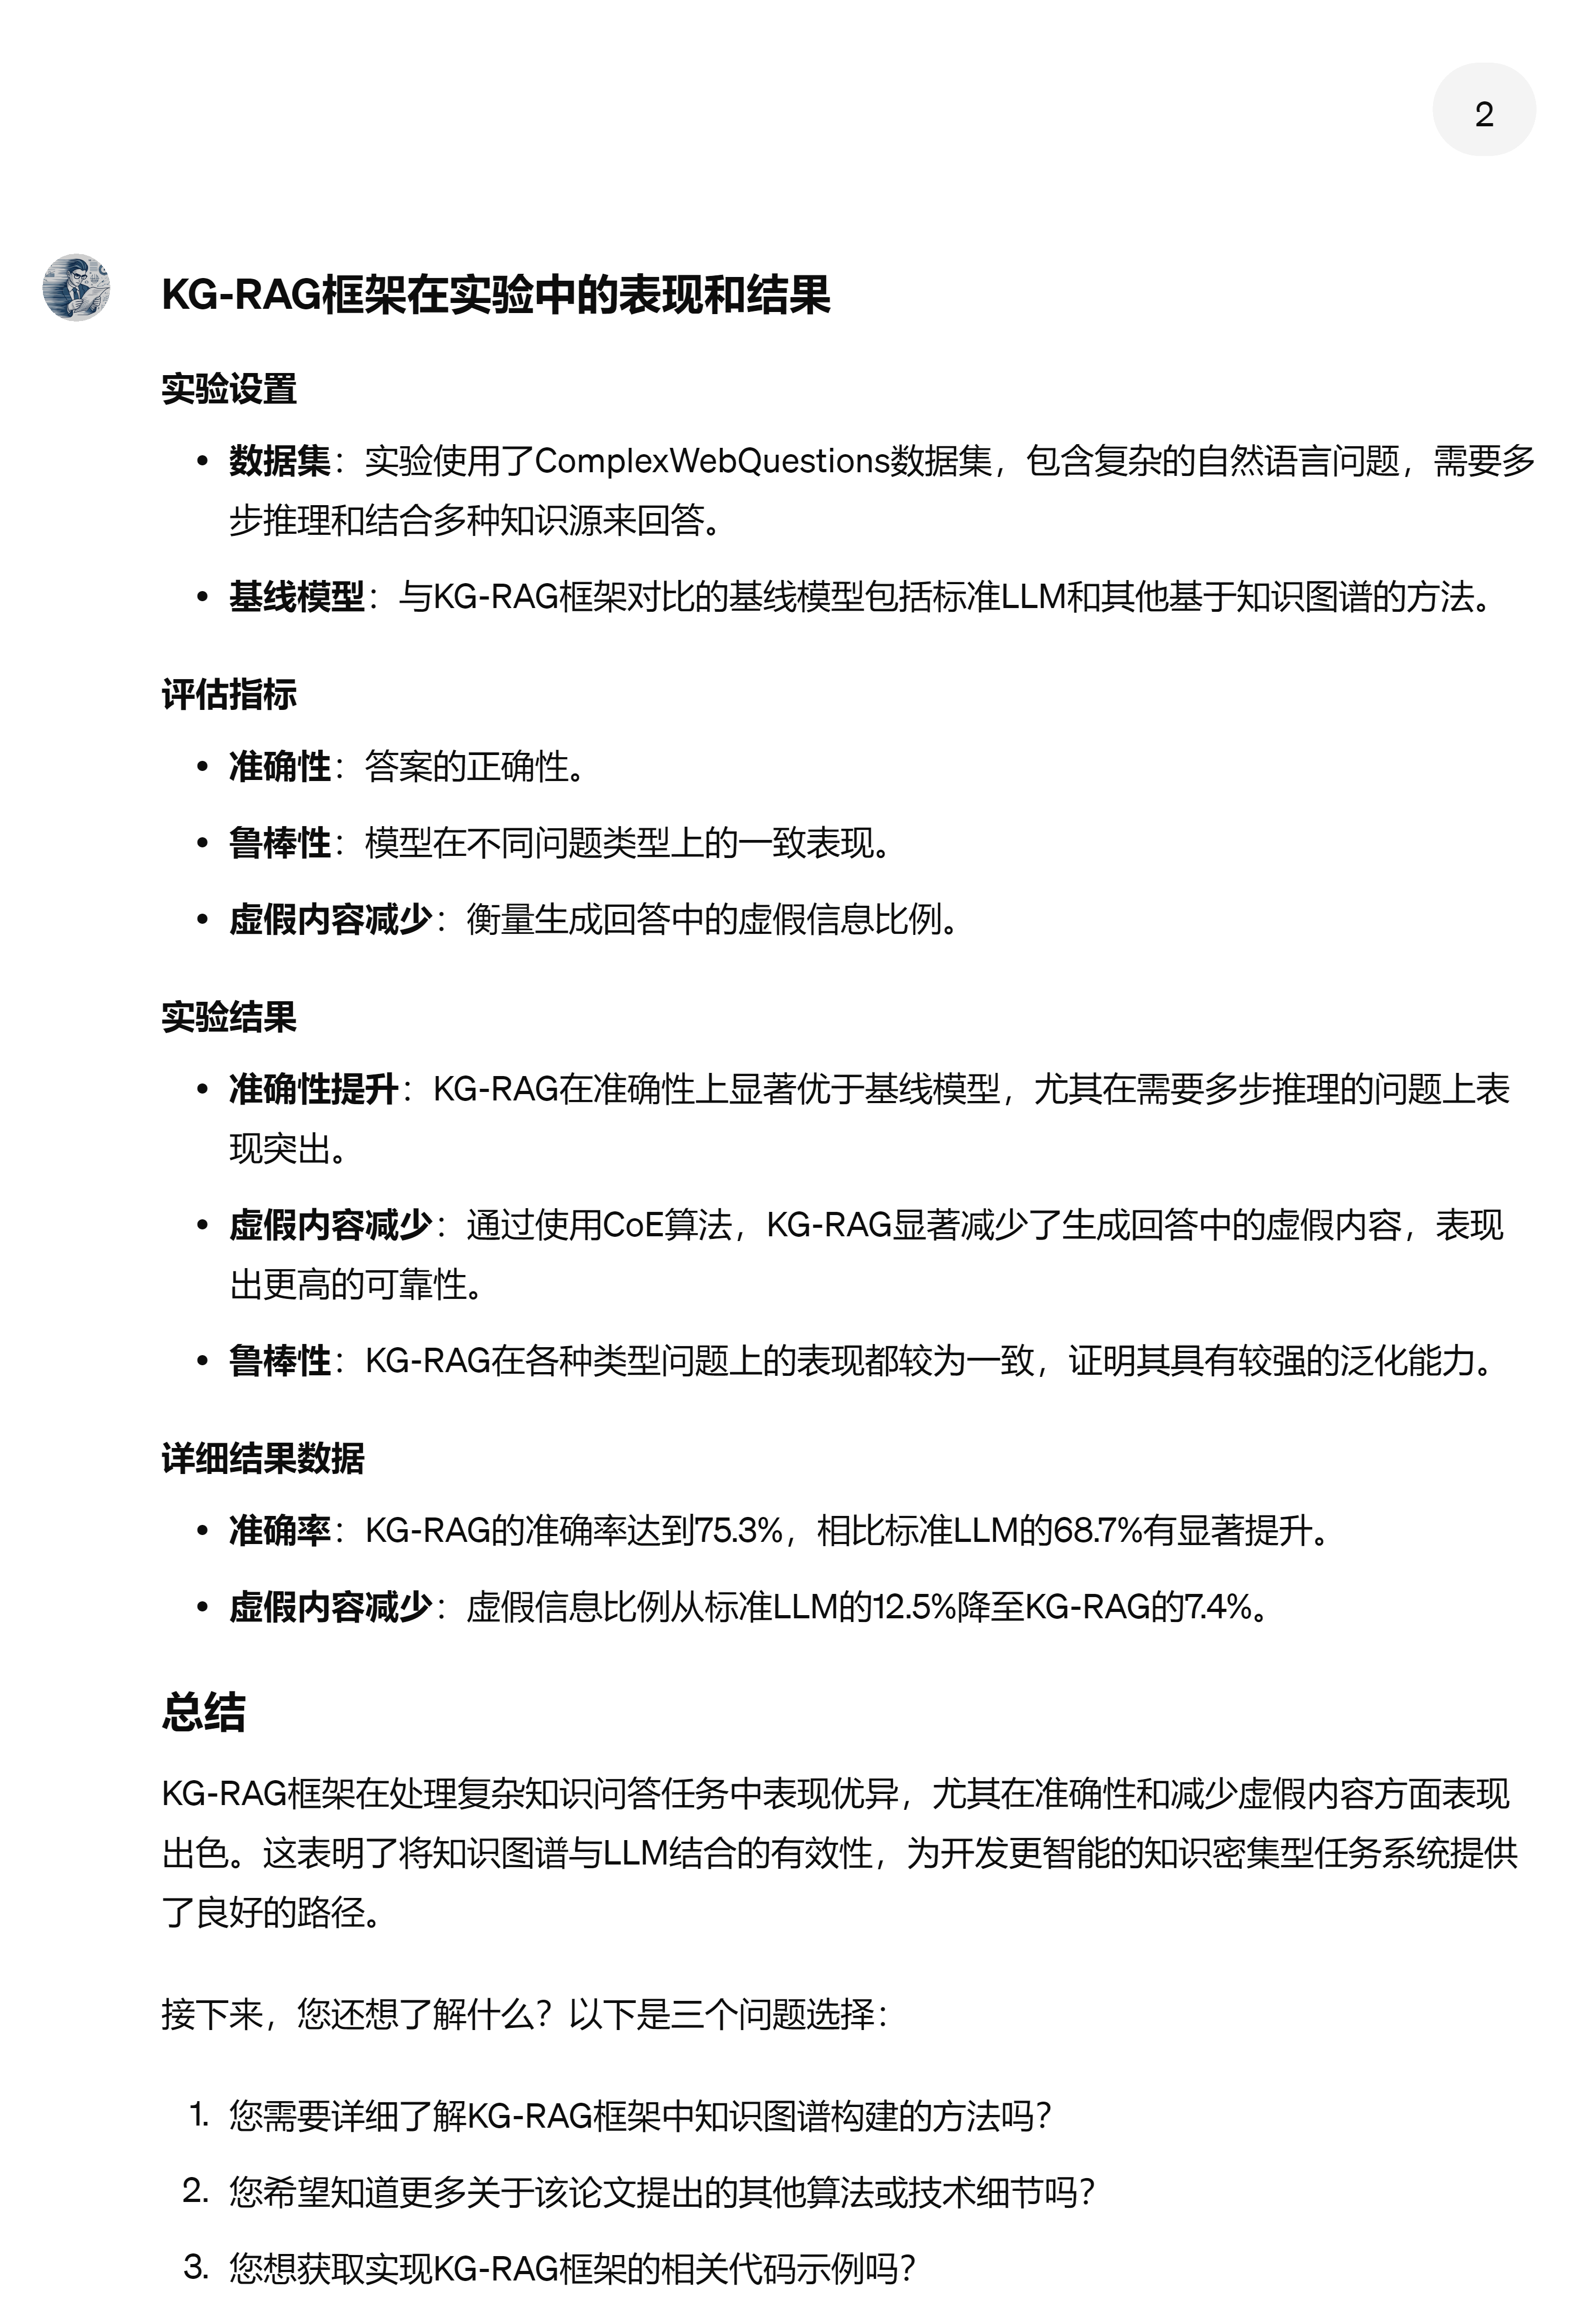 2
KG-RAG框架在实验中的表现和结果
实验设置
• 数据集：实验使用了ComplexWebQuestions数据集，包含复杂的自然语言问题，需要多
步推理和结合多种知识源来回答。
• 基线模型：与KG-RAG框架对比的基线模型包括标准LLM和其他基于知识图谱的方法。
评估指标
• 准确性：答案的正确性。
• 鲁棒性：模型在不同问题类型上的一致表现。
• 虚假内容减少：衡量生成回答中的虚假信息比例。
实验结果
• 准确性提升：KG-RAG在准确性上显著优于基线模型，尤其在需要多步推理的问题上表
现突出。
• 虚假内容减少：通过使用CoE算法，KG-RAG显著减少了生成回答中的虚假内容，表现
出更高的可靠性。
• 鲁棒性：KG-RAG在各种类型问题上的表现都较为一致，证明其具有较强的泛化能力。
详细结果数据
• 准确率：KG-RAG的准确率达到75.3%，相比标准LLM的68.7%有显著提升。
• 虚假内容减少：虚假信息比例从标准LLM的12.5%降至KG-RAG的7.4%。
总结
KG-RAG框架在处理复杂知识问答任务中表现优异，尤其在准确性和减少虚假内容方面表现
出色。这表明了将知识图谱与LLM结合的有效性，为开发更智能的知识密集型任务系统提供
了良好的路径。
接下来，您还想了解什么？以下是三个问题选择：
1. 您需要详细了解KG-RAG框架中知识图谱构建的方法吗？
2. 您希望知道更多关于该论文提出的其他算法或技术细节吗？
3. 您想获取实现KG-RAG框架的相关代码示例吗？